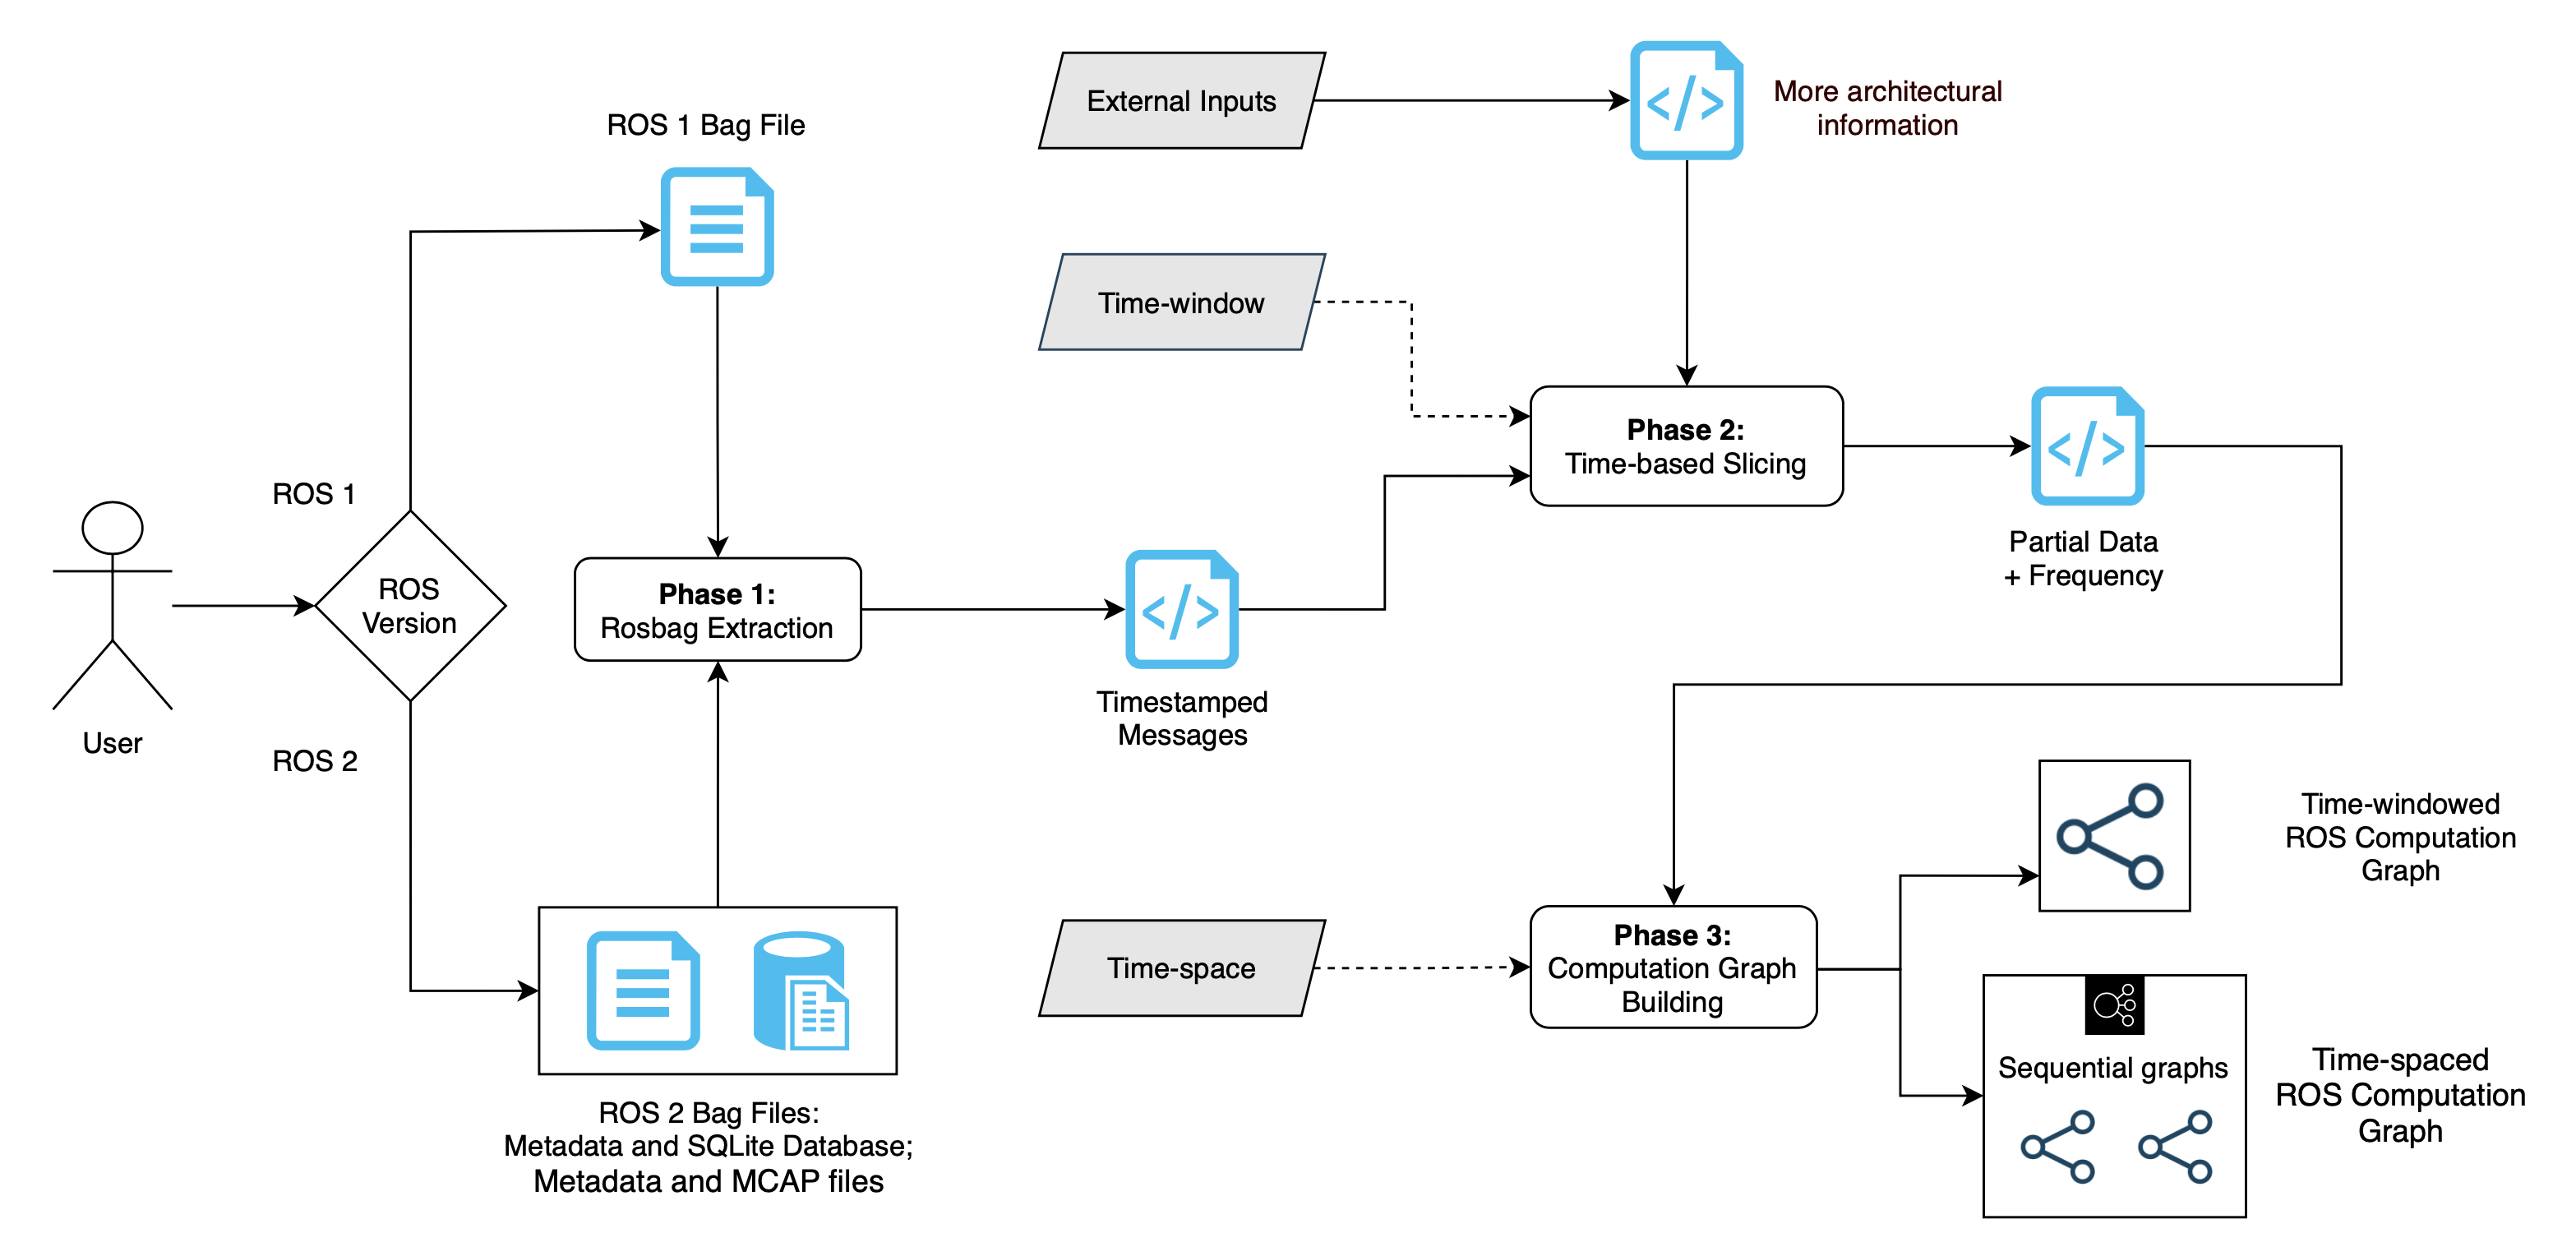 ROS 1 Bag File
ROS 1
ROS
Version
User
ROS 2
Phase 1:
Rosbag Extraction
ROS 2 Bag Files:
Metadata and SQLite Database;
Metadata and MCAP files
External Inputs
More architectural
information
Time-window
Timestamped
Messages
Phase 2:
Time-based Slicing
Partial Data
+ Frequency
Time-space
Phase 3:
Computation Graph
Building
Time-windowed
ROS Computation
Graph
Sequential graphs
Time-spaced
ROS Computation
Graph